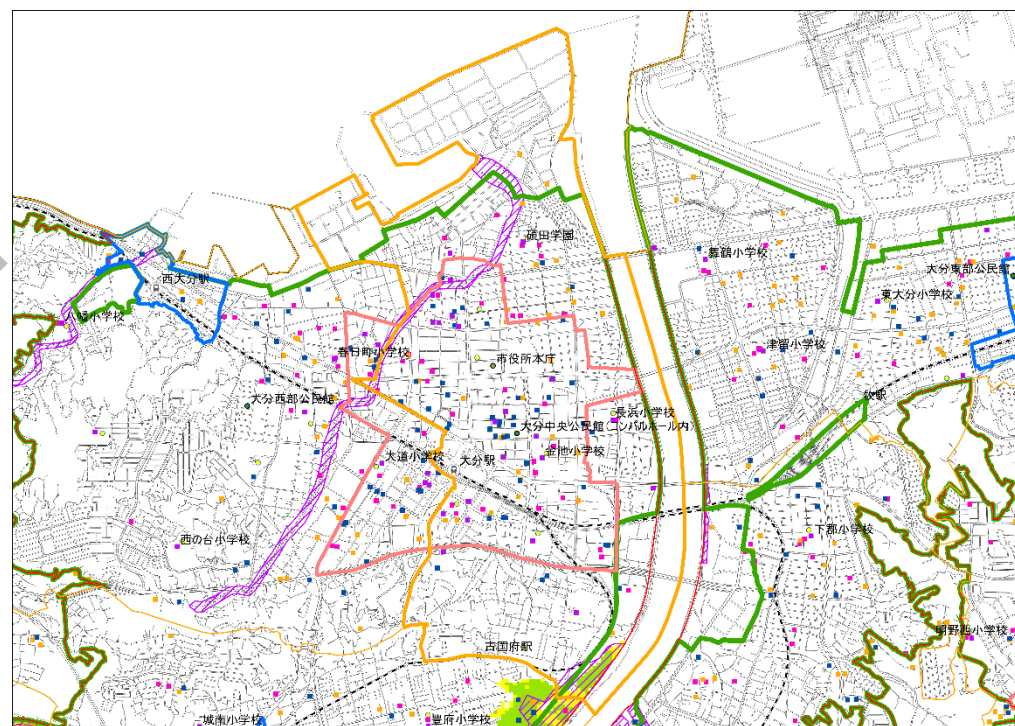 碩田学園
舞鶴小学校
大分東部公民館
西大分駅
東大分小学校
八幡小学校
津留小学校
春日町小学校
市役所本庁
牧駅
大分西部公民館
長浜小学校
大分中央公民館(コンパルホール内)
金池小学校
大道小学校
大分駅
下郡小学校
西の台小学校
明野西小学校
古国府駅
城南小学校
豊府小学校